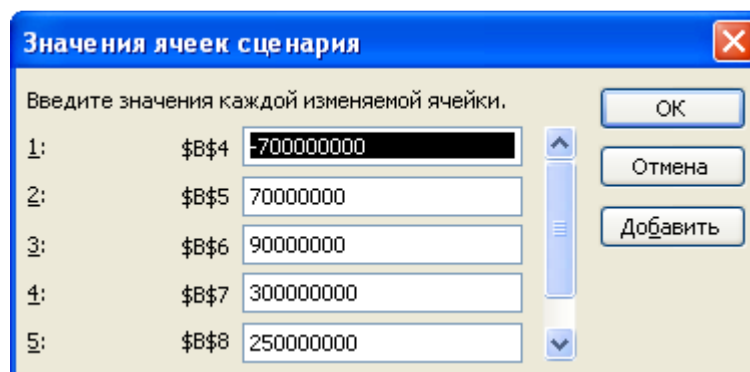 Значения ячеек сценария
Введите значения каждой изменяемой ячейки.
1: $B$4 -700000000
2: $B$5 70000000
3: $B$6 90000000
4: $B$7 300000000
5: $B$8 250000000
ОК
Отмена
Добавить